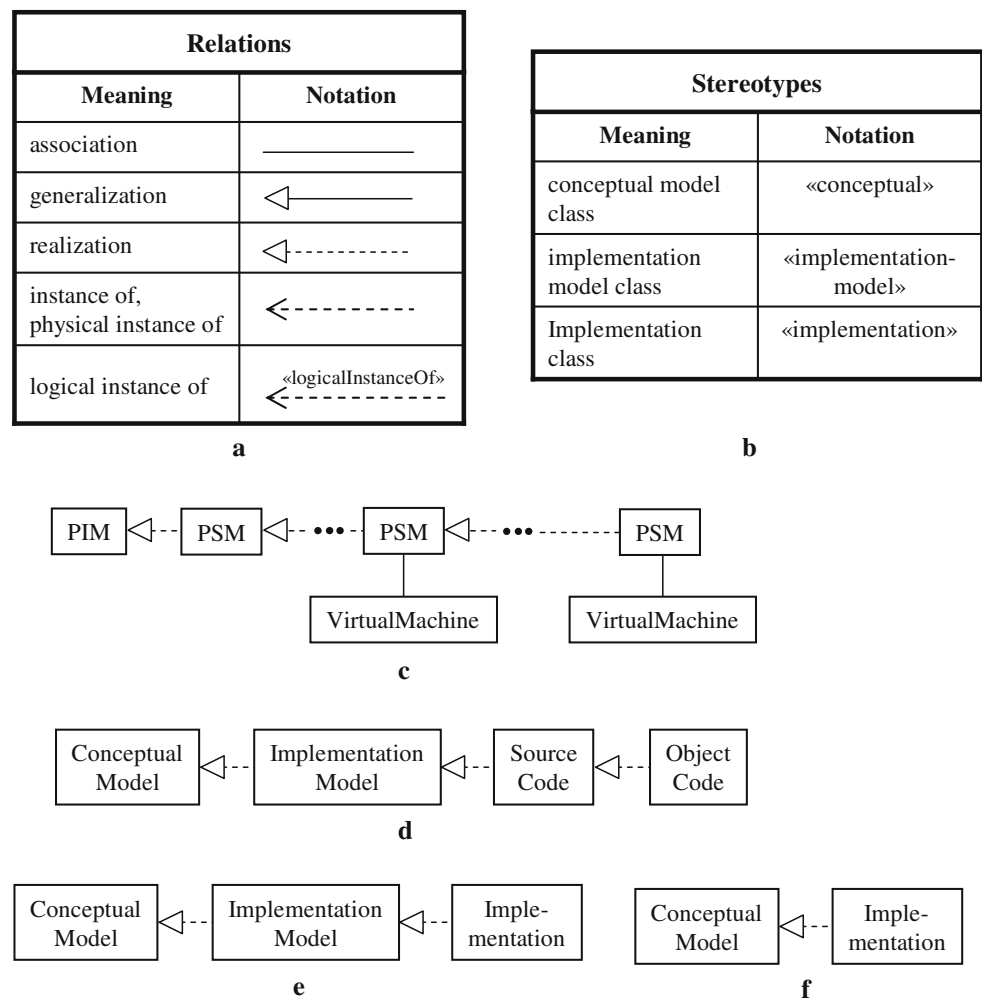 Relations
Meaning Notation
association
generalization
realization
instance of,
physical instance of
logical instance of «logicalInstanceOf»
a
Stereotypes
Meaning Notation
conceptual model «conceptual»
class
implementation «implementation-
model class model»
Implementation «implementation»
class
b
PIM PSM ••• PSM ••• PSM
VirtualMachine VirtualMachine
c
Conceptual Implementation Source Object
Model Model Code Code
d
Conceptual Implementation Imple-
Model Model mentation
e
Conceptual Imple-
Model mentation
f